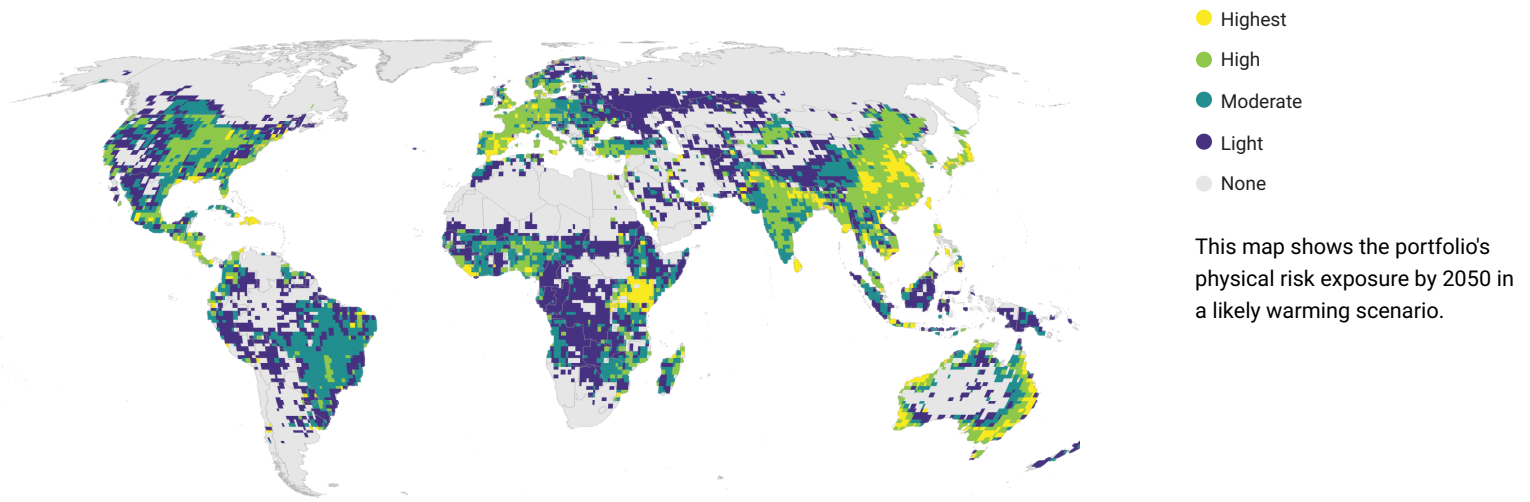 Highest
High
Moderate
Light
None
This map shows the portfolio's
physical risk exposure by 2050 in
a likely warming scenario.